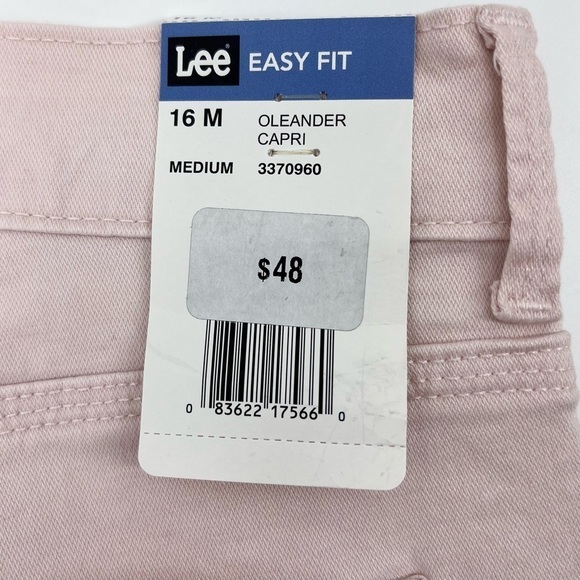 Lee EASY FIT
16 M OLEANDER
CAPRI
MEDIUM 3370960
$48
0 83622 17566 0